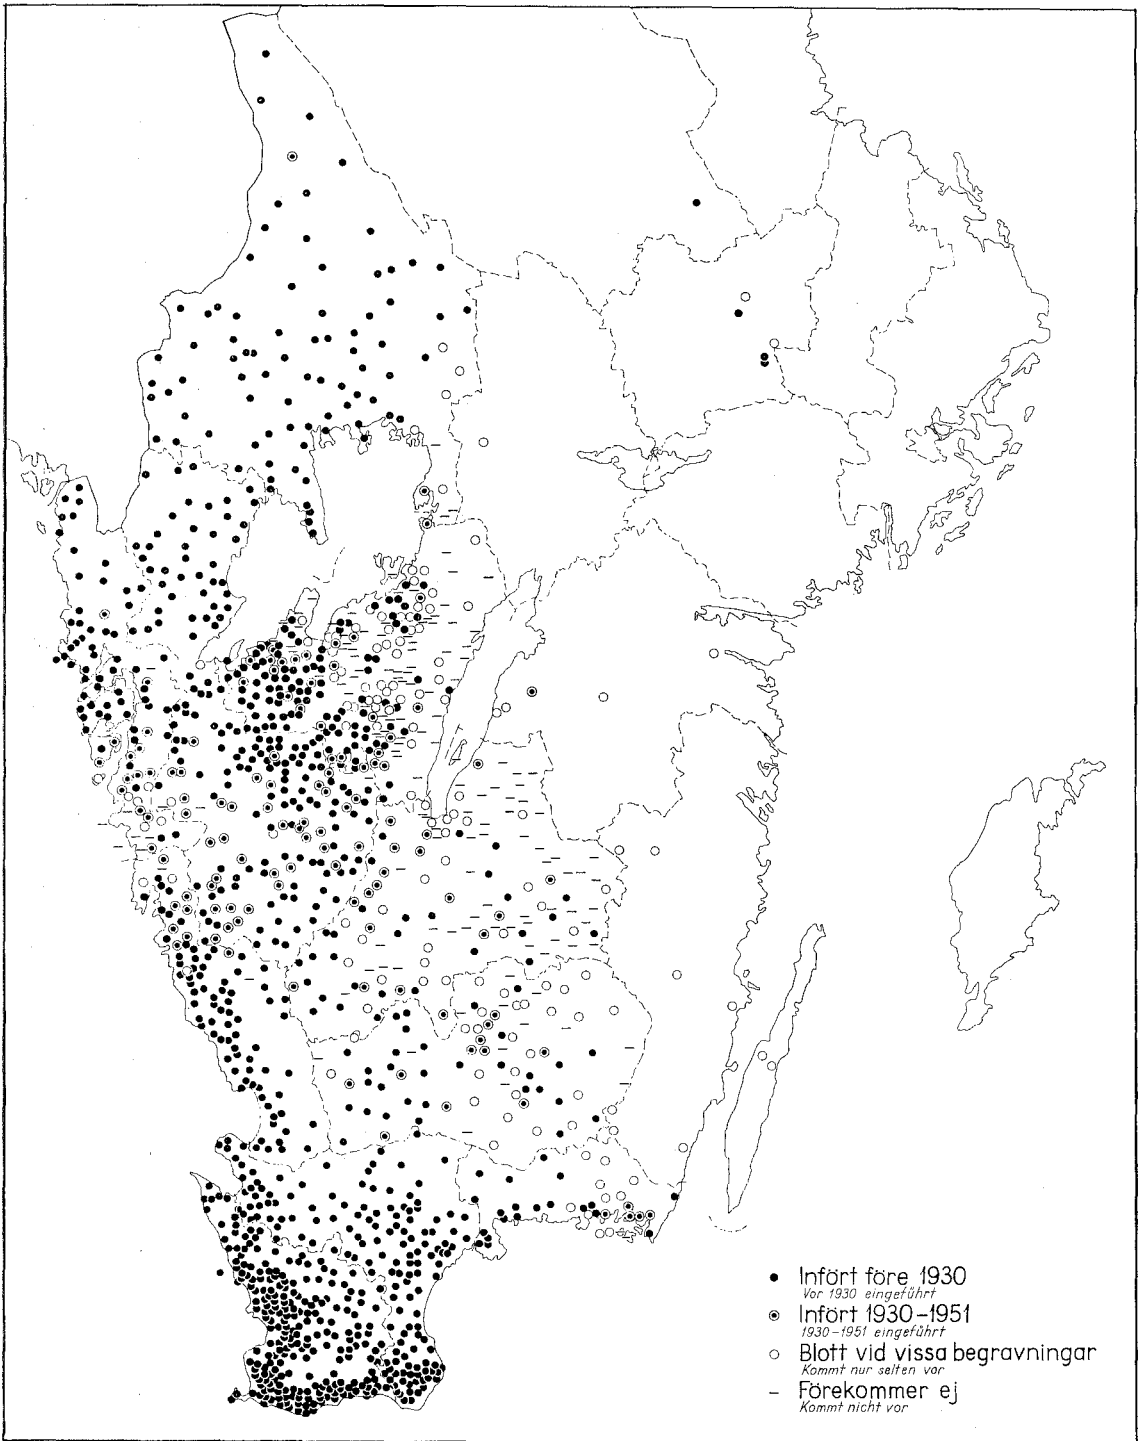 Infört före 1930
Vor 1930 eingeführt
Infört 1930-1951
1930-1951 eingeführt
Blott vid vissa begravningar
Kommt nur selten vor
Förekommer ej
Kommt nicht vor